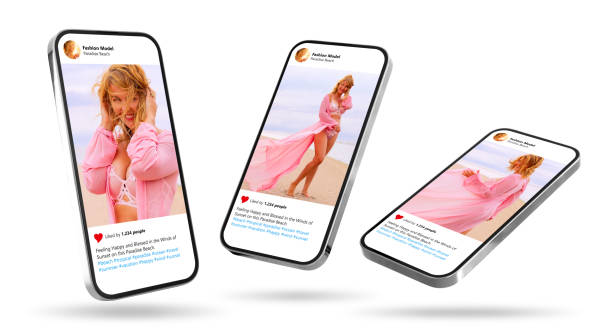 Fashion Model
Paradise Beach
Liked by 1.234 people
Feeling Happy and Blessed in the Winds of
Sunset on this Paradise Beach.
#beach #tropical #paradise #ocean #travel
#summer #vacation #happy #wind #sunset
Fashion Model
Paradise Beach
Liked by 1.234 people
Feeling Happy and Blessed in the Winds of
Sunset on this Paradise Beach.
#beach #tropical #paradise #ocean #travel
#summer #vacation #happy #wind #sunset
Fashion Model
Paradise Beach
Liked by 1.234 people
Feeling Happy and Blessed in the Winds of
Sunset on this Paradise Beach.